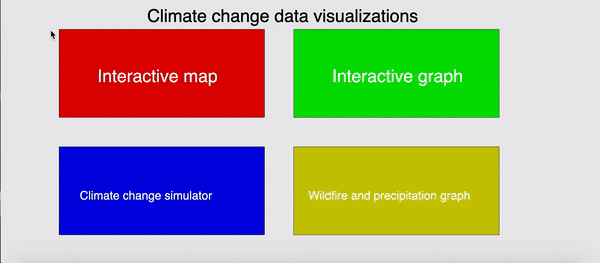 Climate change data visualizations
Interactive map
Interactive graph
Climate change simulator
Wildfire and precipitation graph